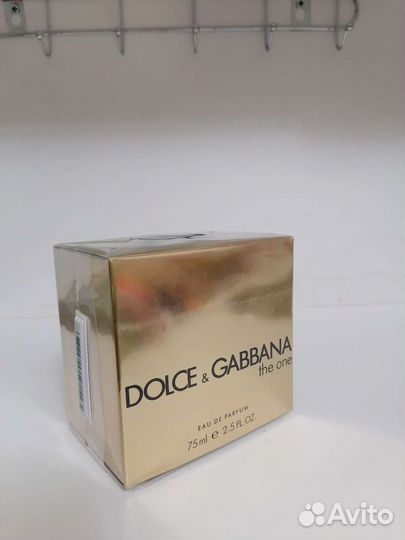 DOLCE & GABBANA
the one
EAU DE PARFUM
75ml e 2.5 FL.OZ.
Avito